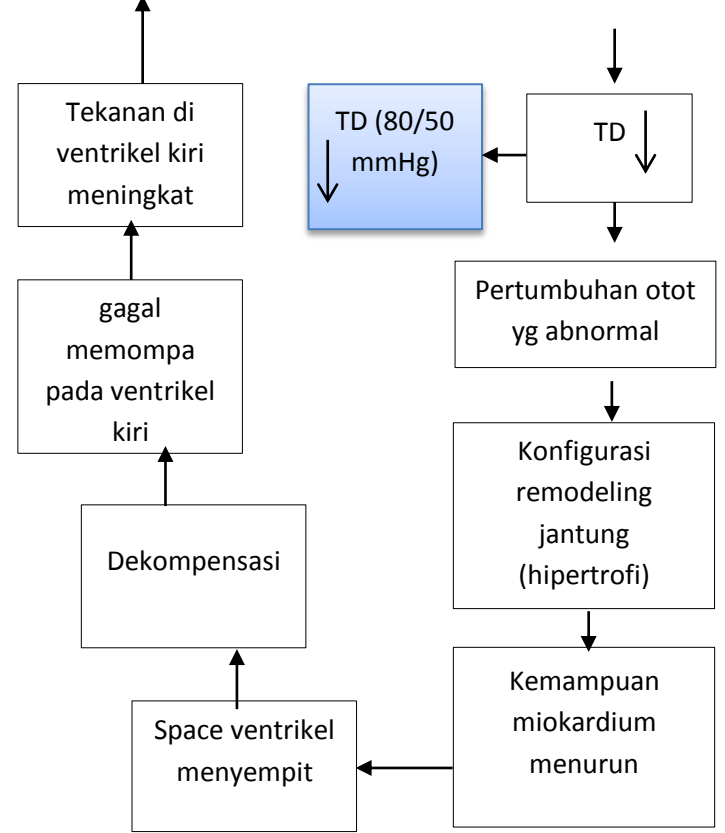 Tekanan di
ventrikel kiri
meningkat
TD (80/50
mmHg)
TD
gagal
memompa
pada ventrikel
kiri
Pertumbuhan otot
yg abnormal
Konfigurasi
remodeling
jantung
(hipertrofi)
Dekompensasi
Kemampuan
miokardium
menurun
Space ventrikel
menyempit